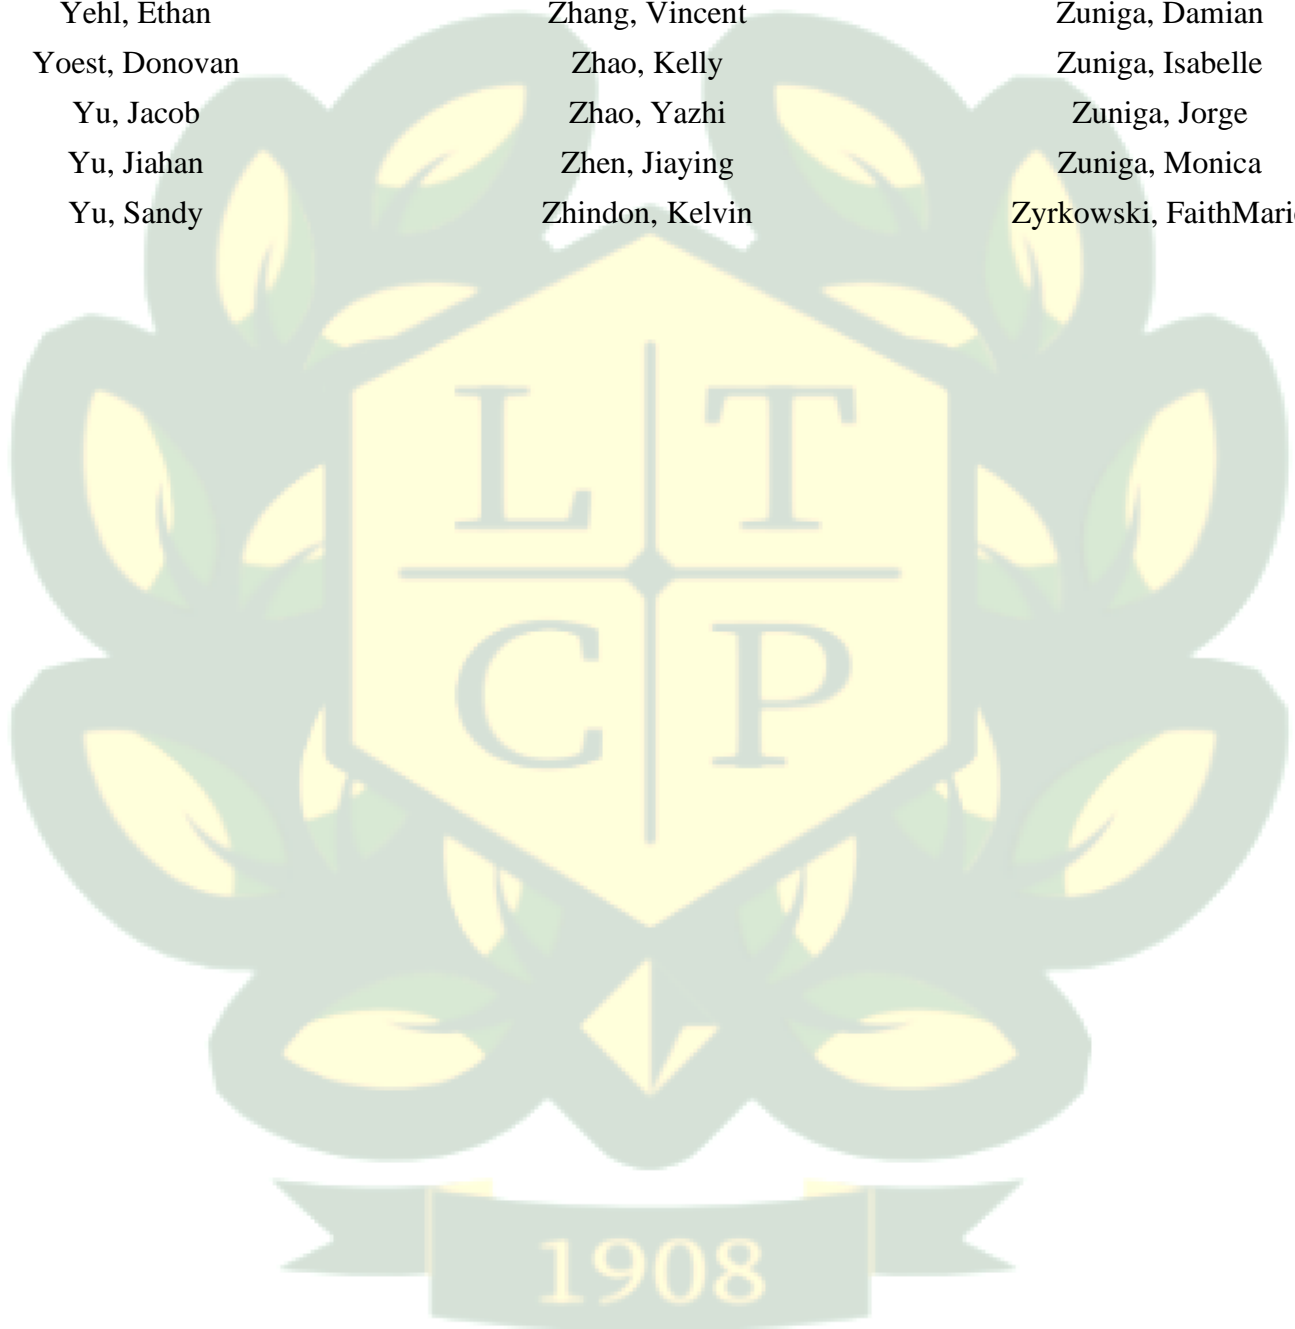 Yehl, Ethan
Yoest, Donovan
Yu, Jacob
Yu, Jiahan
Yu, Sandy
Zhang, Vincent
Zhao, Kelly
Zhao, Yazhi
Zhen, Jiaying
Zhindon, Kelvin
Zuniga, Damian
Zuniga, Isabelle
Zuniga, Jorge
Zuniga, Monica
Zyrkowski, FaithMari
L T
C P
1908